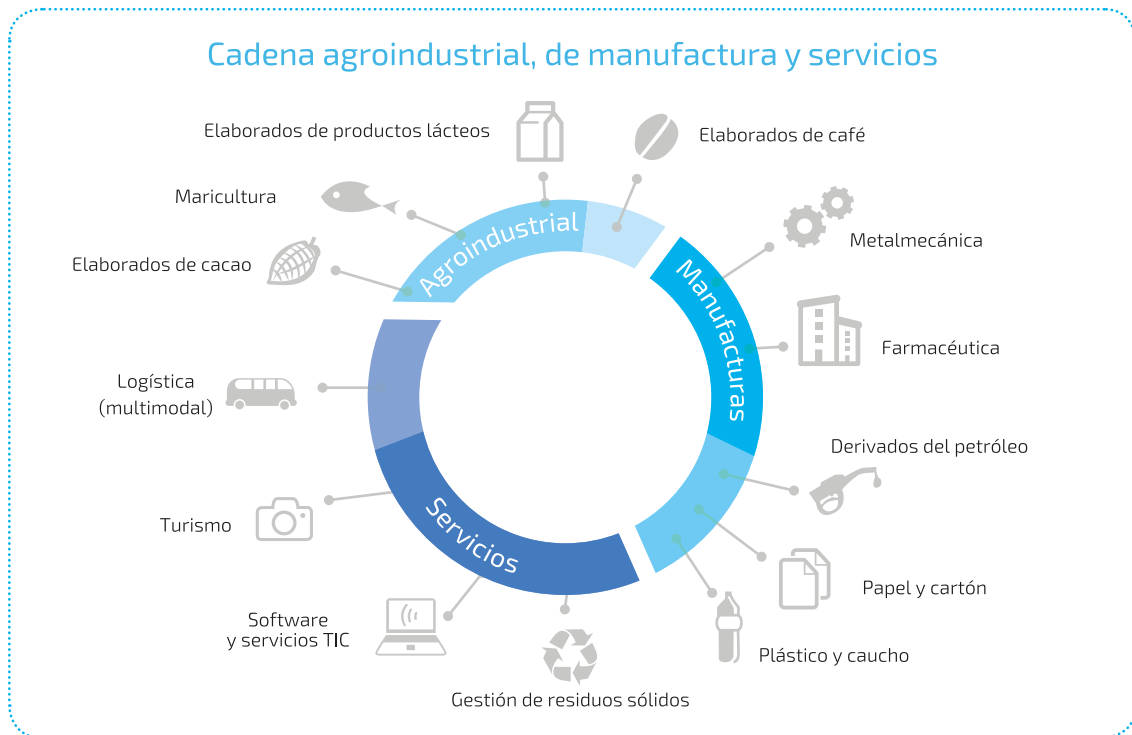 Cadena agroindustrial, de manufactura y servicios
Elaborados de productos lácteos
Elaborados de café
Maricultura
Agroindustrial
Metalmecánica
Elaborados de cacao
Manufacturas
Farmacéutica
Logística
(multimodal)
Derivados del petróleo
Turismo
Servicios
Papel y cartón
Software
y servicios TIC
Plástico y caucho
Gestión de residuos sólidos